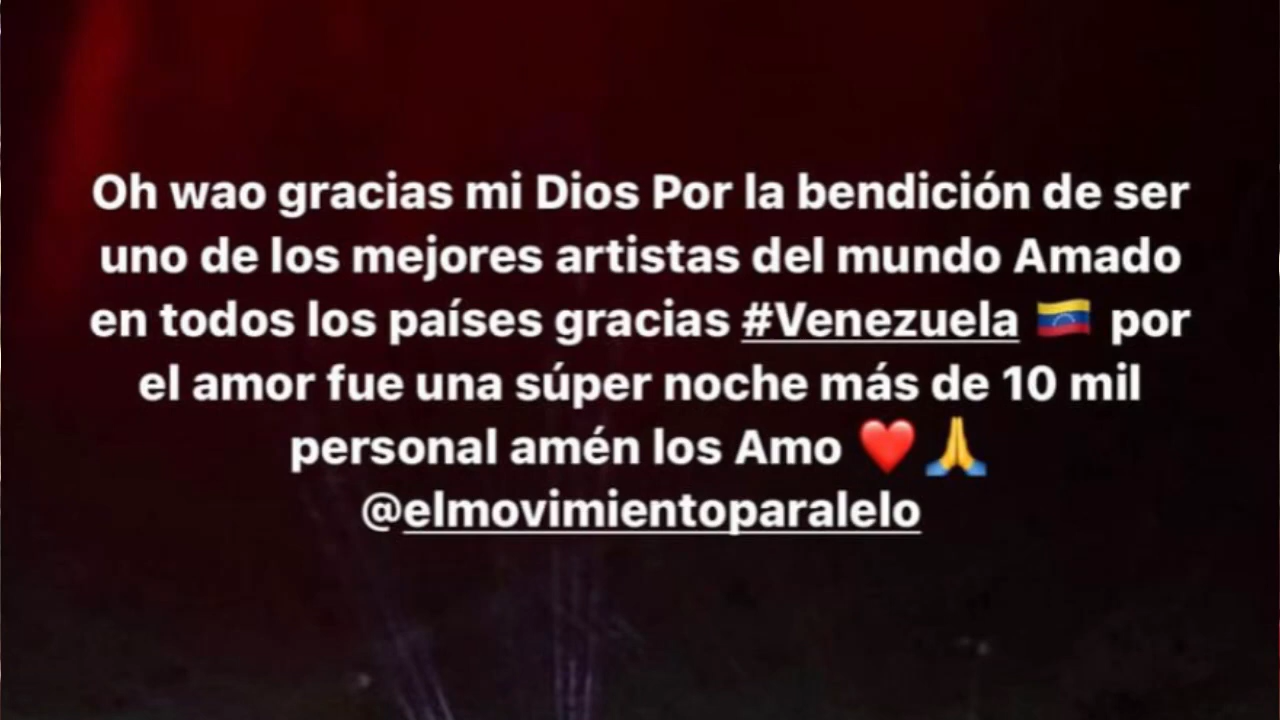 Oh wao gracias mi Dios Por la bendición de ser
uno de los mejores artistas del mundo Amado
en todos los países gracias #Venezuela 🇻🇪 por
el amor fue una súper noche más de 10 mil
personal amén los Amo ❤️🙏
@elmovimientoparalelo